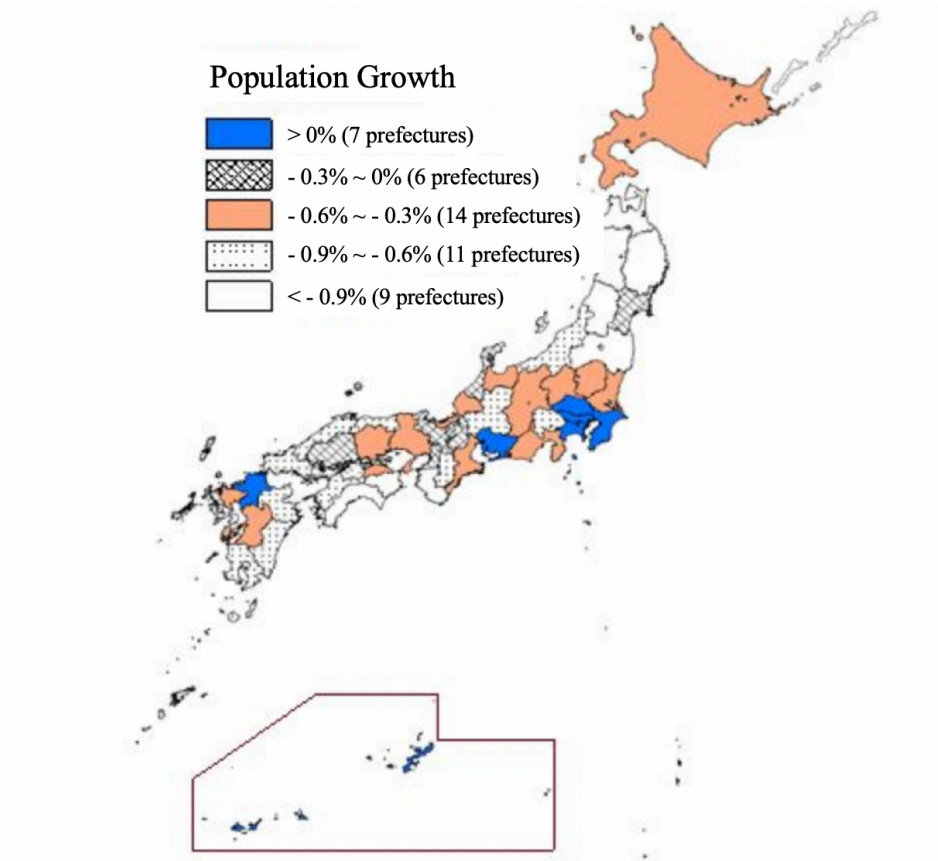 Population Growth
> 0% (7 prefectures)
- 0.3% ~ 0% (6 prefectures)
- 0.6% ~ - 0.3% (14 prefectures)
- 0.9% ~ - 0.6% (11 prefectures)
< - 0.9% (9 prefectures)